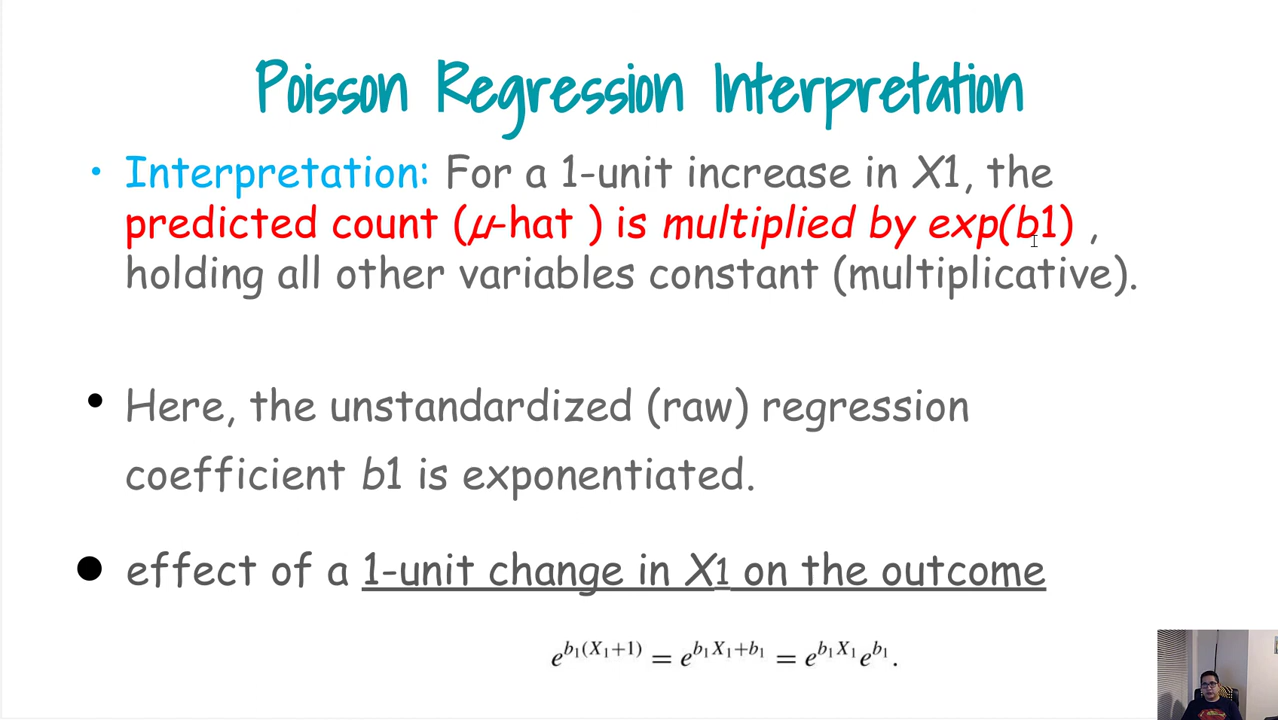 Poisson Regression Interpretation
• Interpretation: For a 1-unit increase in X1, the
predicted count (μ-hat ) is multiplied by exp(b1) ,
holding all other variables constant (multiplicative).
• Here, the unstandardized (raw) regression
coefficient b1 is exponentiated.
● effect of a 1-unit change in X1 on the outcome
e^{b₁(X₁+1)} = e^{b₁X₁+b₁} = e^{b₁X₁}e^{b₁}.